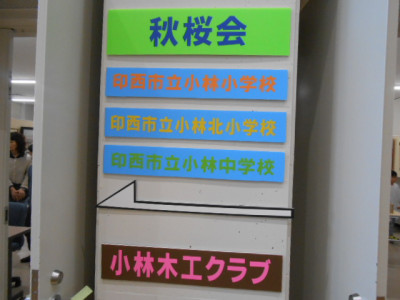 秋桜会
印西市立小林小学校
印西市立小林北小学校
印西市立小林中学校
小林木工クラブ